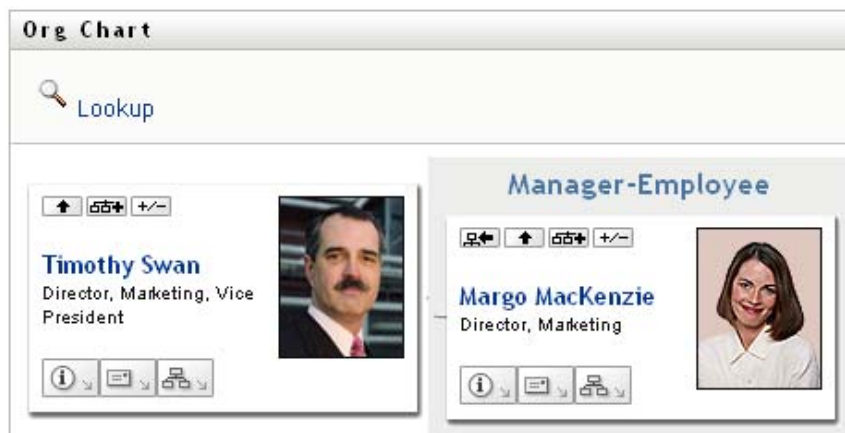 Org Chart
Lookup
Manager-Employee
+/−
Timothy Swan
Director, Marketing, Vice
President
+/−
Margo MacKenzie
Director, Marketing